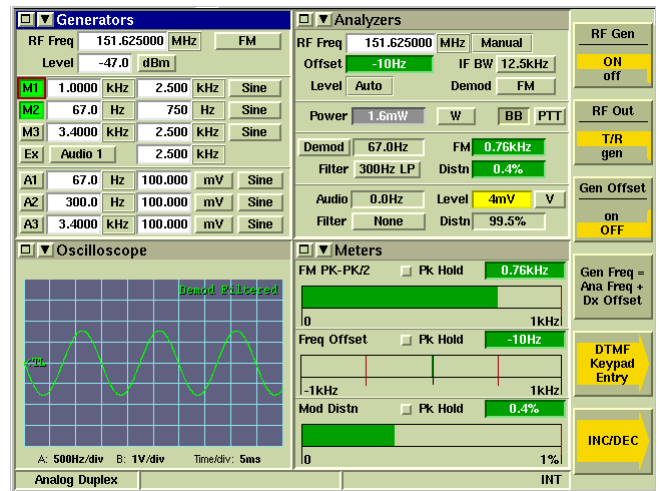 Generators
RF Freq 151.625000 MHz FM
Level -47.0 dBm
M1 1.0000 kHz 2.500 kHz Sine
M2 67.0 Hz 750 Hz Sine
M3 3.4000 kHz 2.500 kHz Sine
Ex Audio 1 2.500 kHz
A1 67.0 Hz 100.000 mV Sine
A2 300.0 Hz 100.000 mV Sine
A3 3.4000 kHz 100.000 mV Sine
Analyzers
RF Freq 151.625000 MHz Manual
Offset -10Hz IF BW 12.5kHz
Level Auto Demod FM
Power 1.6mW W BB PTT
Demod 67.0Hz FM 0.76kHz
Filter 300Hz LP Distn 0.4%
Audio 0.0Hz Level 4mV V
Filter None Distn 99.5%
Oscilloscope
Demod Filtered
<TL
A: 500Hz/div B: 1V/div Time/div: 5ms
Meters
FM PK-PK/2 Pk Hold 0.76kHz
0 1kHz
Freq Offset Pk Hold -10Hz
-1kHz 1kHz
Mod Distn Pk Hold 0.4%
0 1%
Analog Duplex INT
RF Gen
ON
off
RF Out
T/R
gen
Gen Offset
on
OFF
Gen Freq =
Ana Freq +
Dx Offset
DTMF
Keypad
Entry
INC/DEC